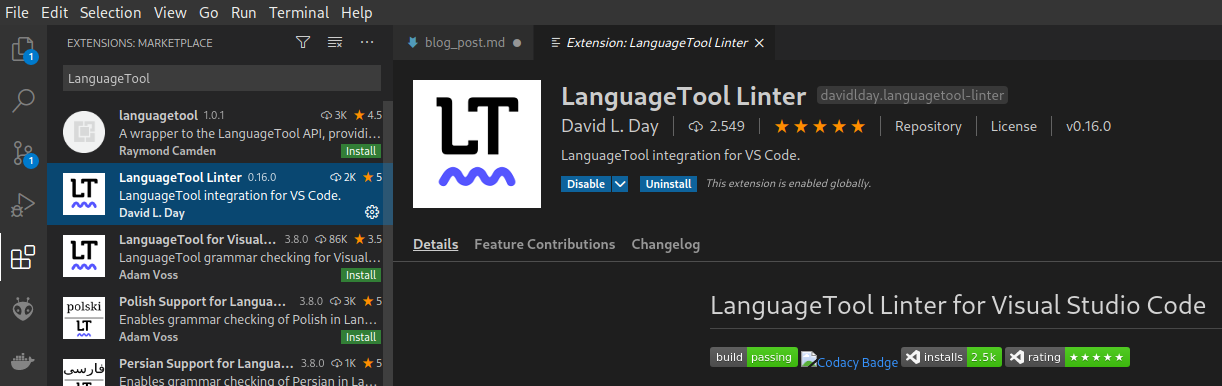 File Edit Selection View Go Run Terminal Help
EXTENSIONS: MARKETPLACE
LanguageTool
languagetool 1.0.1 3K 4.5
A wrapper to the LanguageTool API, providi...
Raymond Camden Install
LanguageTool Linter 0.16.0 2K 5
LanguageTool integration for VS Code.
David L. Day
LanguageTool for Visual... 3.8.0 86K 3.5
LanguageTool grammar checking for Visual...
Adam Voss Install
Polish Support for Langua... 3.8.0 3K 5
Enables grammar checking of Polish in Lan...
Adam Voss Install
Persian Support for Langua... 3.8.0 1K 5
Enables grammar checking of Persian in La...
polski
LT
فارسی
1
1
blog_post.md
Extension: LanguageTool Linter
LT
LanguageTool Linter davidlday.languagetool-linter
David L. Day 2.549 Repository License v0.16.0
LanguageTool integration for VS Code.
Disable Uninstall This extension is enabled globally.
Details Feature Contributions Changelog
LanguageTool Linter for Visual Studio Code
build passing Codacy Badge installs 2.5k rating ★★★★★